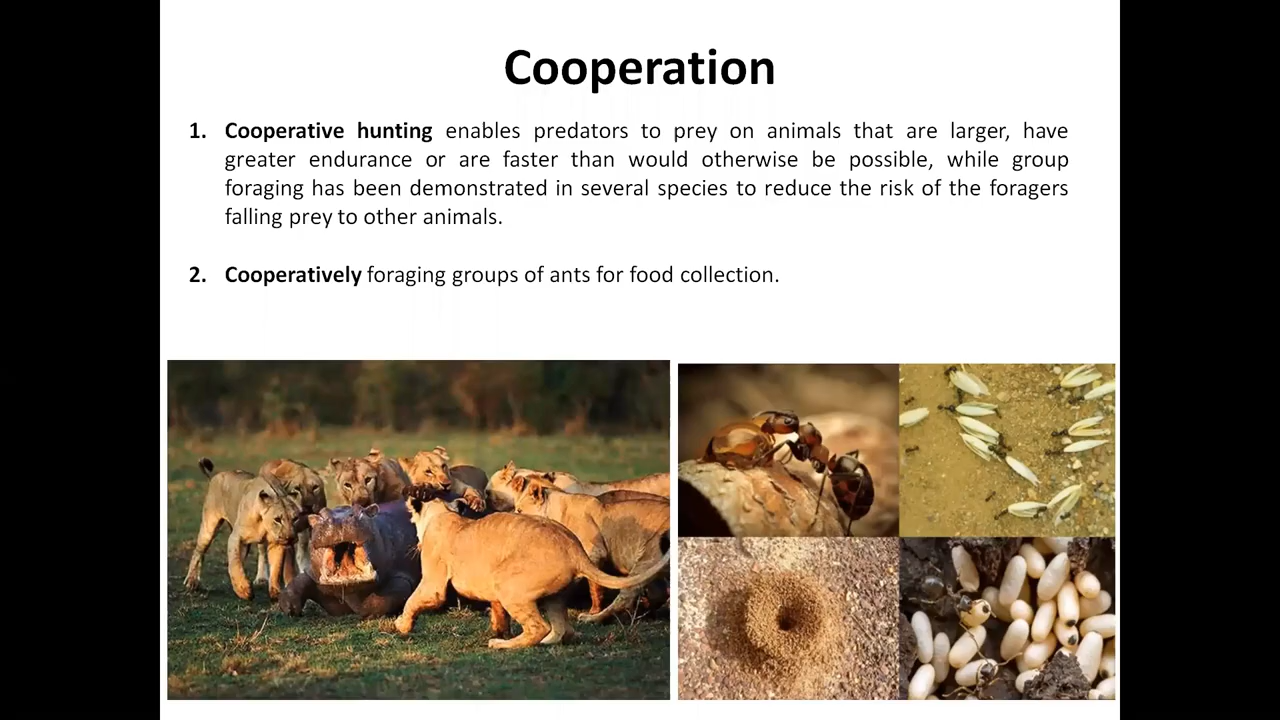 Cooperation
1. Cooperative hunting enables predators to prey on animals that are larger, have
greater endurance or are faster than would otherwise be possible, while group
foraging has been demonstrated in several species to reduce the risk of the foragers
falling prey to other animals.
2. Cooperatively foraging groups of ants for food collection.